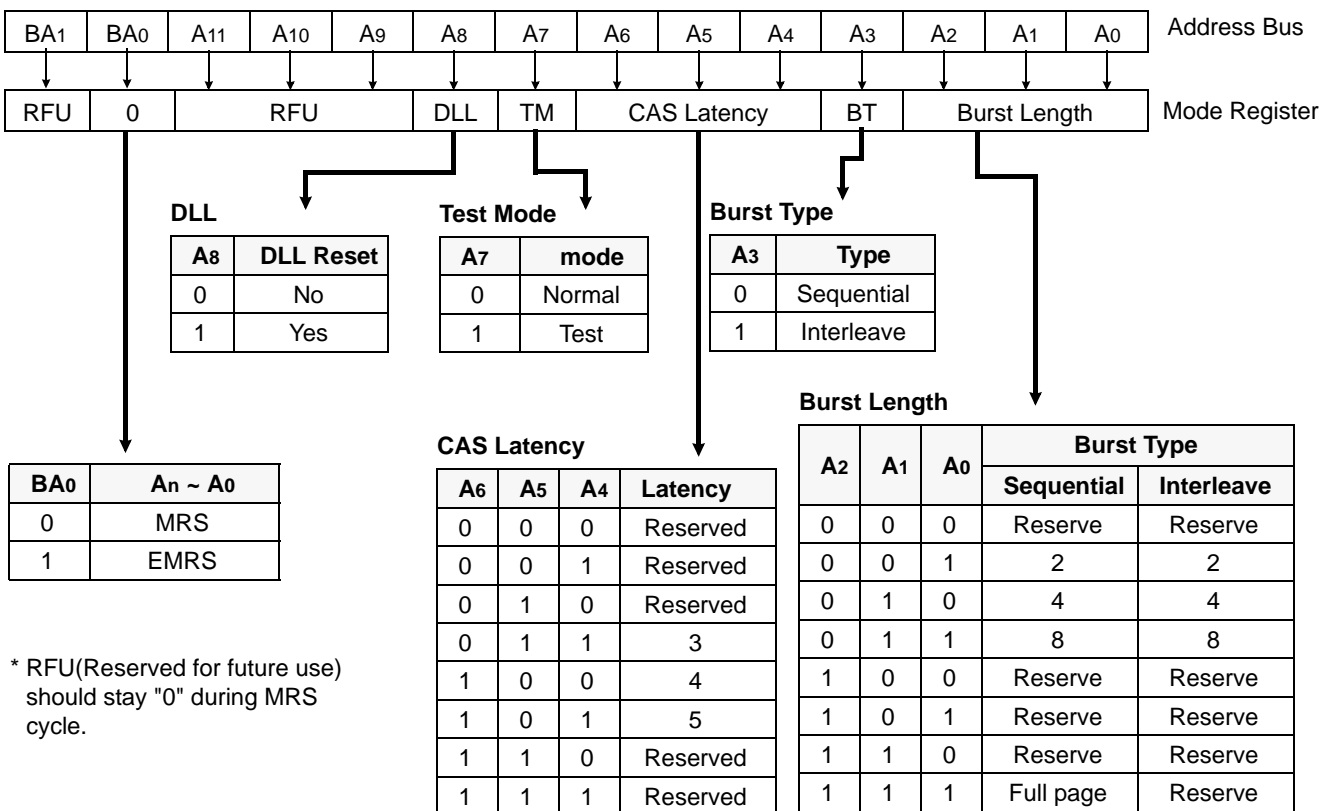 BA1 BA0 A11 A10 A9 A8 A7 A6 A5 A4 A3 A2 A1 A0 Address Bus
RFU 0 RFU DLL TM CAS Latency BT Burst Length Mode Register
DLL
A8 DLL Reset
0 No
1 Yes
Test Mode
A7 mode
0 Normal
1 Test
Burst Type
A3 Type
0 Sequential
1 Interleave
BA0 An ~ A0
0 MRS
1 EMRS
* RFU(Reserved for future use)
should stay "0" during MRS
cycle.
CAS Latency
A6 A5 A4 Latency
0 0 0 Reserved
0 0 1 Reserved
0 1 0 Reserved
0 1 1 3
1 0 0 4
1 0 1 5
1 1 0 Reserved
1 1 1 Reserved
Burst Length
A2 A1 A0 Burst Type
Sequential Interleave
0 0 0 Reserve Reserve
0 0 1 2 2
0 1 0 4 4
0 1 1 8 8
1 0 0 Reserve Reserve
1 0 1 Reserve Reserve
1 1 0 Reserve Reserve
1 1 1 Full page Reserve